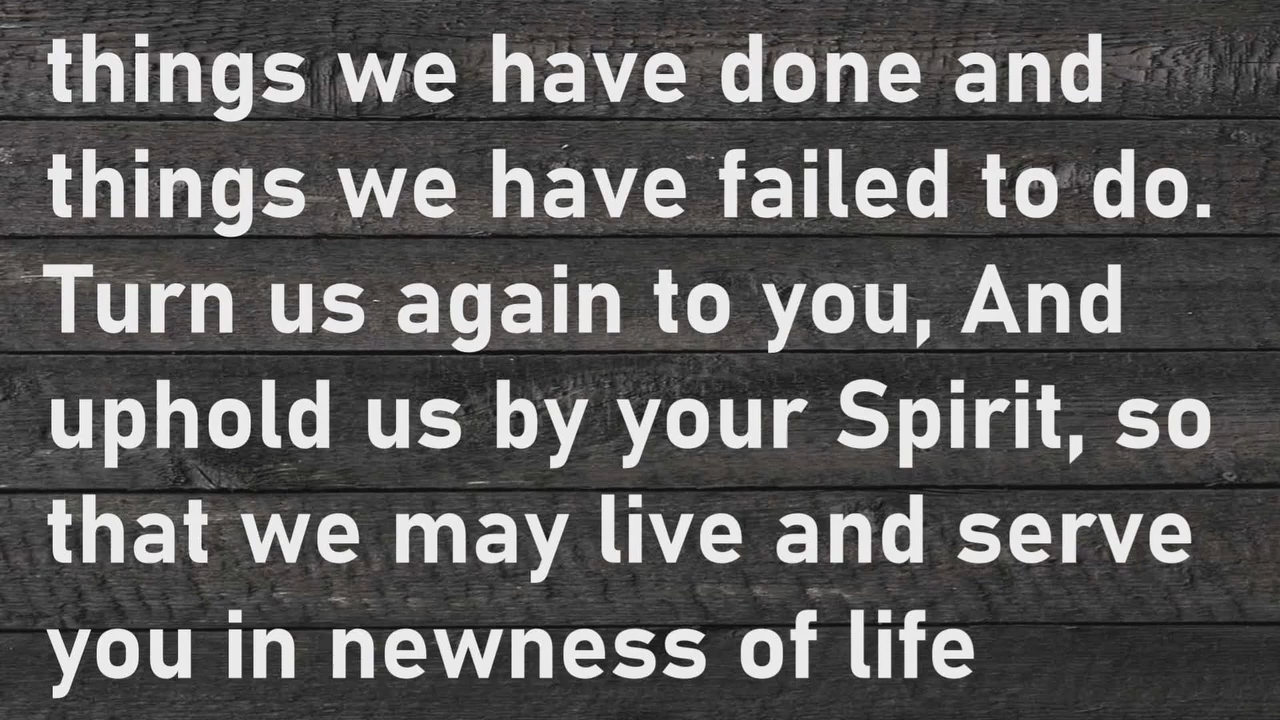 things we have done and
things we have failed to do.
Turn us again to you, And
uphold us by your Spirit, so
that we may live and serve
you in newness of life